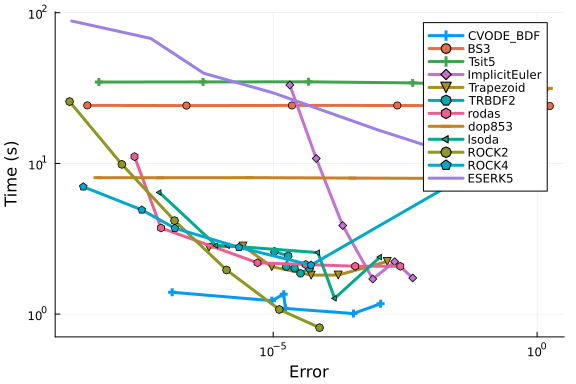 10²
10¹
10⁰
Time (s)
10⁻⁵
10⁰
Error
CVODE_BDF
BS3
Tsit5
ImplicitEuler
Trapezoid
TRBDF2
rodas
dop853
lsoda
ROCK2
ROCK4
ESERK5